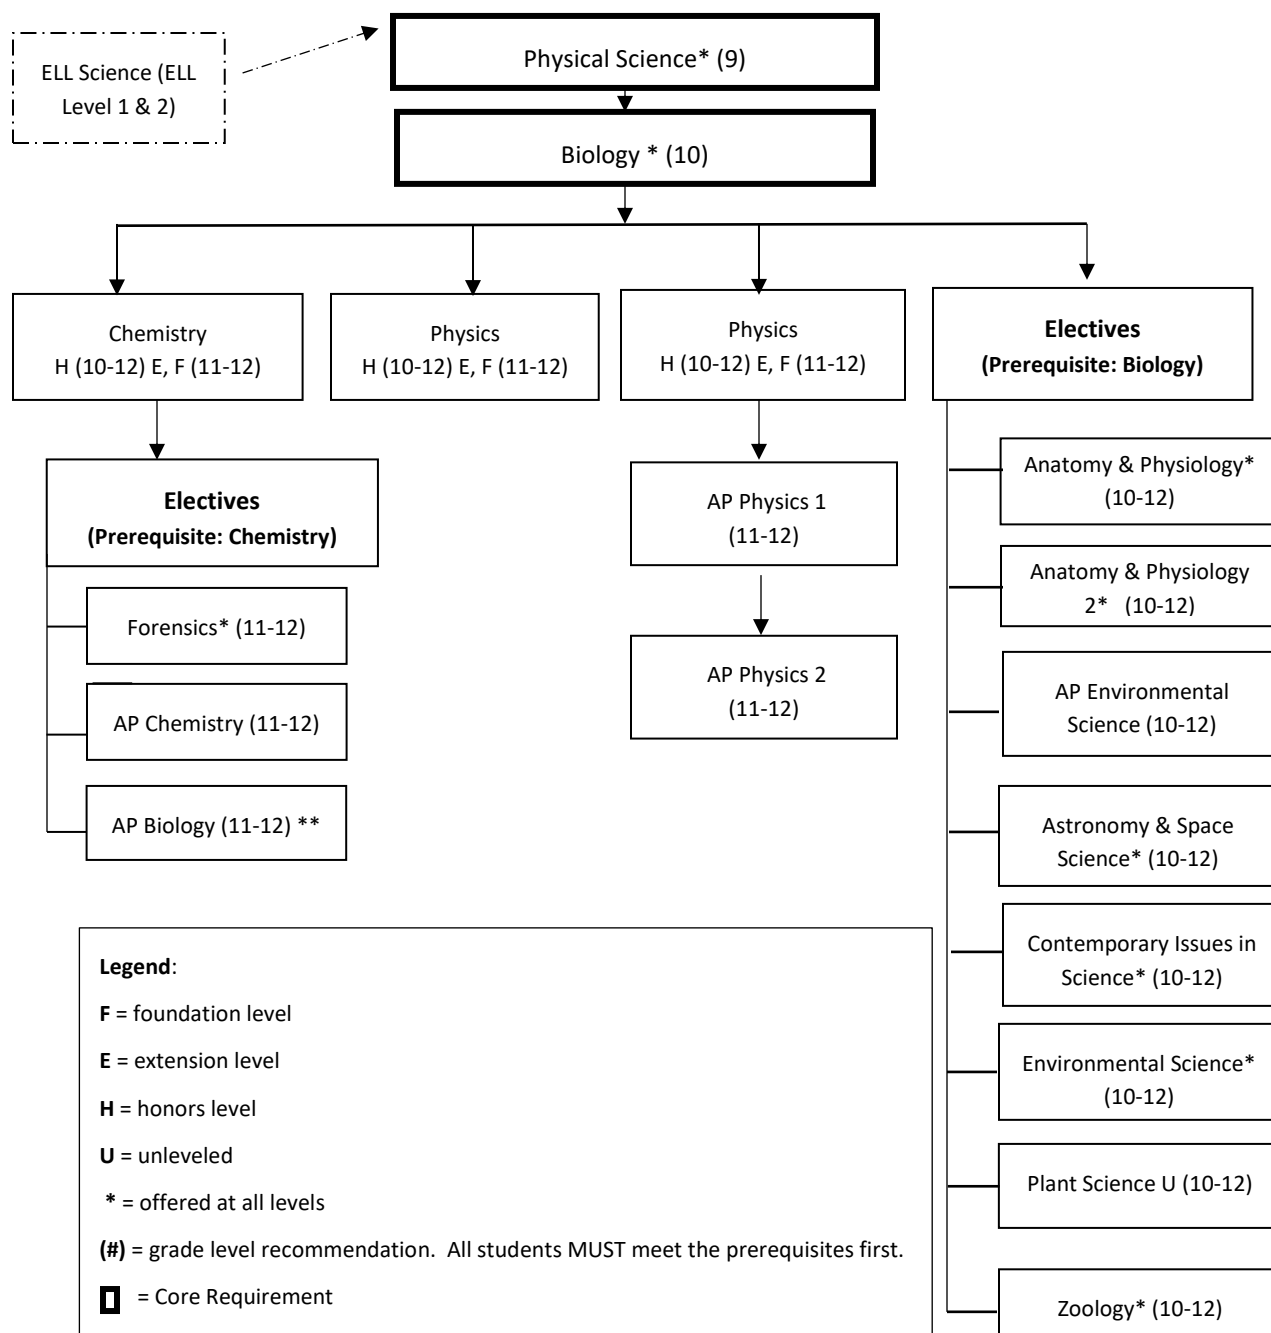 ELL Science (ELL
Level 1 & 2)
Physical Science* (9)
Biology * (10)
Chemistry
H (10-12) E, F (11-12)
Physics
H (10-12) E, F (11-12)
Physics
H (10-12) E, F (11-12)
Electives
(Prerequisite: Biology)
Electives
(Prerequisite: Chemistry)
Forensics* (11-12)
AP Chemistry (11-12)
AP Biology (11-12) **
AP Physics 1
(11-12)
AP Physics 2
(11-12)
Anatomy & Physiology*
(10-12)
Anatomy & Physiology
2* (10-12)
AP Environmental
Science (10-12)
Astronomy & Space
Science* (10-12)
Contemporary Issues in
Science* (10-12)
Environmental Science*
(10-12)
Plant Science U (10-12)
Zoology* (10-12)
Legend:
F = foundation level
E = extension level
H = honors level
U = unleveled
* = offered at all levels
(#) = grade level recommendation. All students MUST meet the prerequisites first.
= Core Requirement